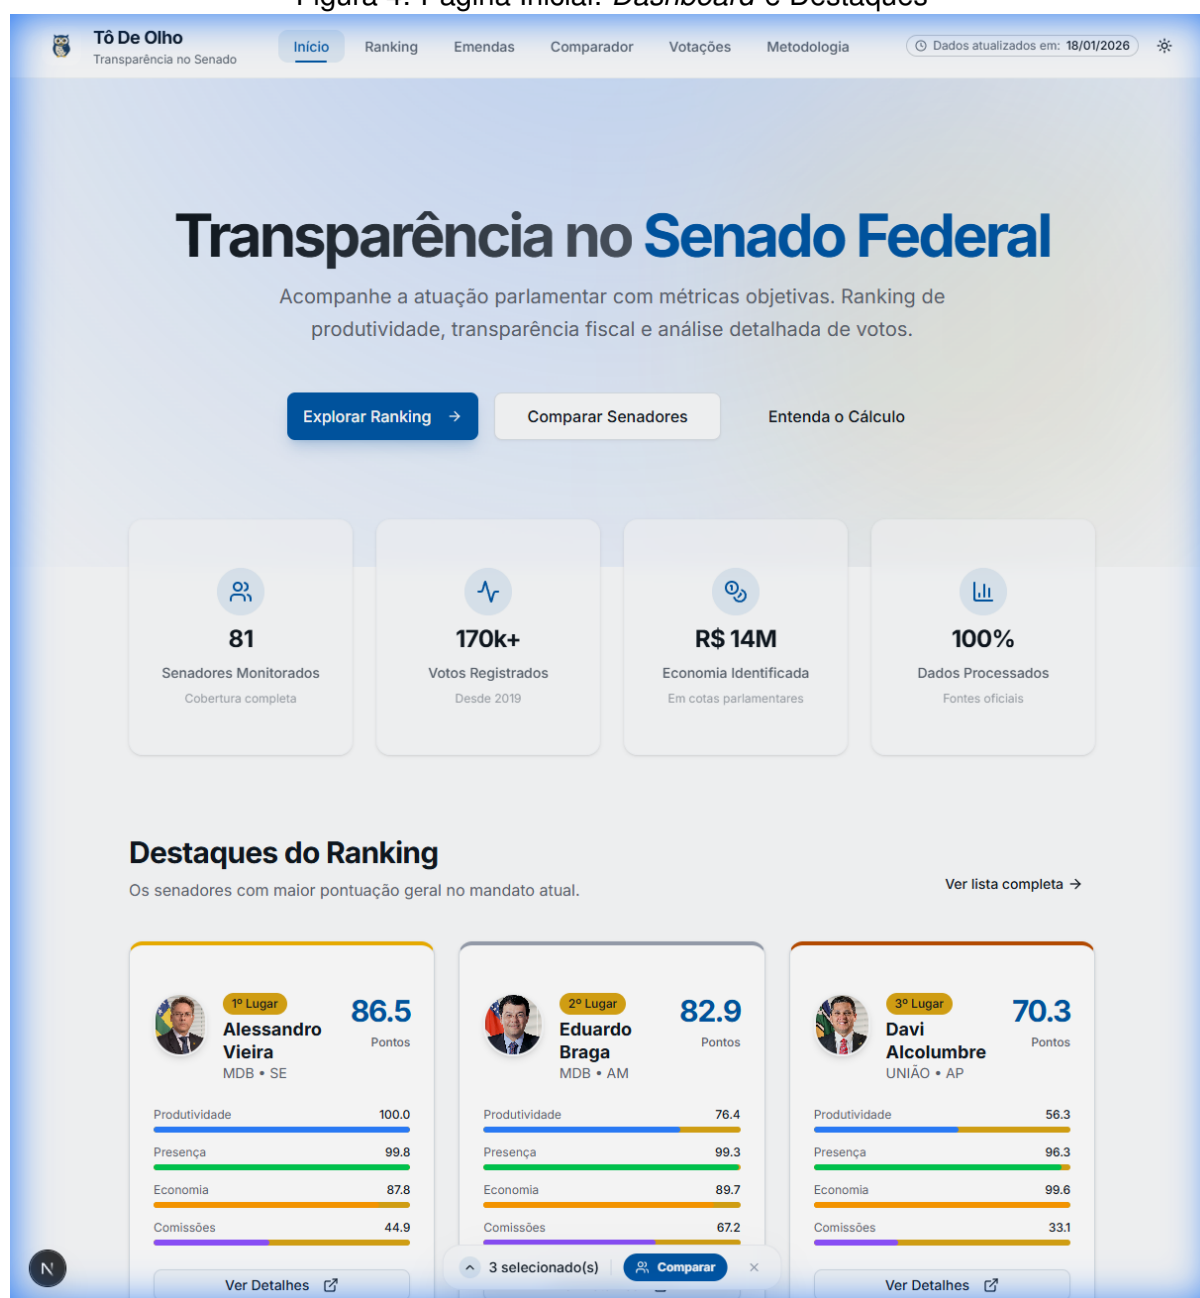 Figura 4: Página Inicial: Dashboard e Destaques
Tô De Olho
Transparência no Senado
Início
Ranking
Emendas
Comparador
Votações
Metodologia
Dados atualizados em: 18/01/2026
Transparência no Senado Federal
Acompanhe a atuação parlamentar com métricas objetivas. Ranking de
produtividade, transparência fiscal e análise detalhada de votos.
Explorar Ranking →
Comparar Senadores
Entenda o Cálculo
81
Senadores Monitorados
Cobertura completa
170k+
Votos Registrados
Desde 2019
R$ 14M
Economia Identificada
Em cotas parlamentares
100%
Dados Processados
Fontes oficiais
Destaques do Ranking
Os senadores com maior pontuação geral no mandato atual.
Ver lista completa →
1º Lugar
Alessandro
Vieira
MDB • SE
86.5
Pontos
Produtividade 100.0
Presença 99.8
Economia 87.8
Comissões 44.9
Ver Detalhes
2º Lugar
Eduardo
Braga
MDB • AM
82.9
Pontos
Produtividade 76.4
Presença 99.3
Economia 89.7
Comissões 67.2
3º Lugar
Davi
Alcolumbre
UNIÃO • AP
70.3
Pontos
Produtividade 56.3
Presença 96.3
Economia 99.6
Comissões 33.1
Ver Detalhes
N
3 selecionado(s)
Comparar
×